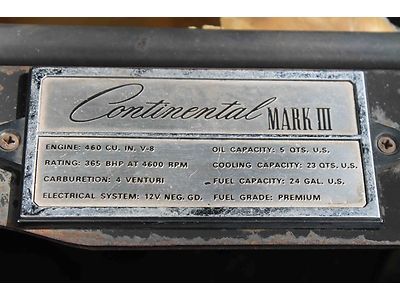 Continental MARK III
ENGINE: 460 CU. IN. V-8
RATING: 365 BHP AT 4600 RPM
CARBURETION: 4 VENTURI
ELECTRICAL SYSTEM: 12V NEG. GD.
OIL CAPACITY: 5 QTS. U.S.
COOLING CAPACITY: 23 QTS. U.S.
FUEL CAPACITY: 24 GAL. U.S.
FUEL GRADE: PREMIUM